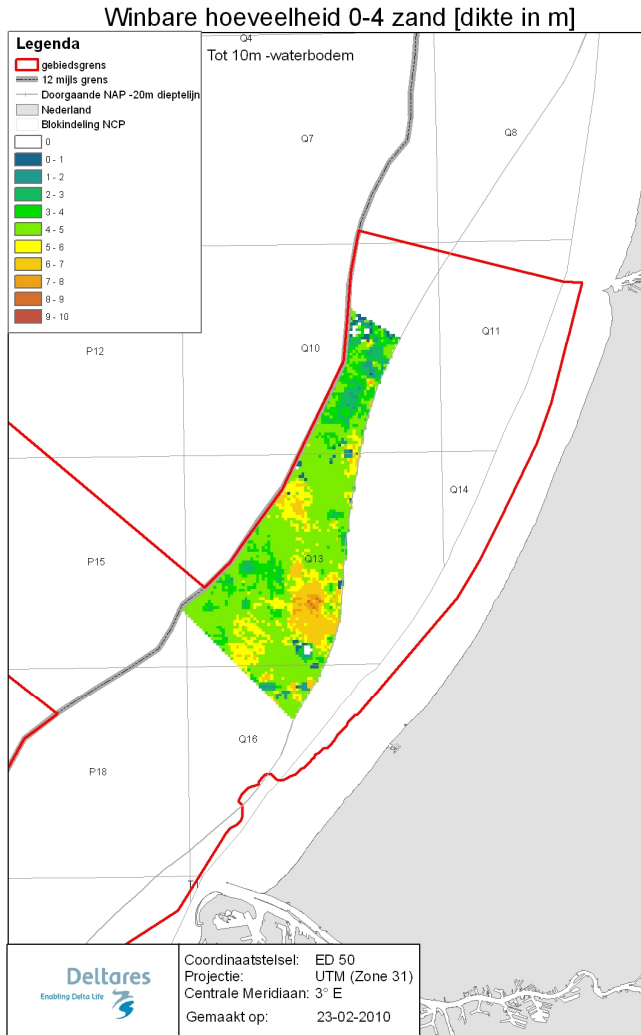 Winbare hoeveelheid 0-4 zand [dikte in m]
Legenda
gebiedsgrens
12 mijls grens
Doorgaande NAP -20m dieptelijn
Nederland
Blokindeling NCP
0
0 - 1
1 - 2
2 - 3
3 - 4
4 - 5
5 - 6
6 - 7
7 - 8
8 - 9
9 - 10
Q4
Tot 10m -waterbodem
Q7
Q8
P12
Q10
Q11
Q14
P15
Q13
Q16
P18
T1
Deltares
Enabling Delta Life
Coordinaatstelsel: ED 50
Projectie: UTM (Zone 31)
Centrale Meridiaan: 3° E
Gemaakt op: 23-02-2010